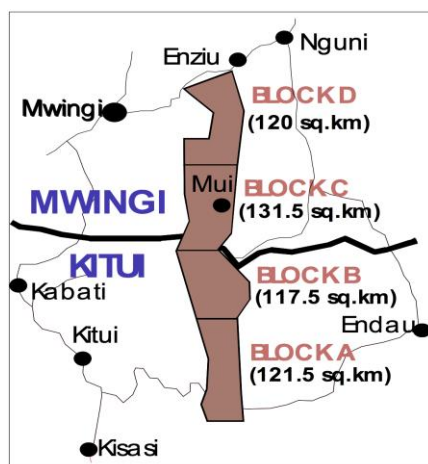 Nguni
Enziu
BLOCK D
(120 sq.km)
Mwingi
Mui
BLOCK C
(131.5 sq.km)
MWINGI
KITUI
BLOCK B
(117.5 sq.km)
Kabati
Endau
Kitui
BLOCK A
(121.5 sq.km)
Kisasi